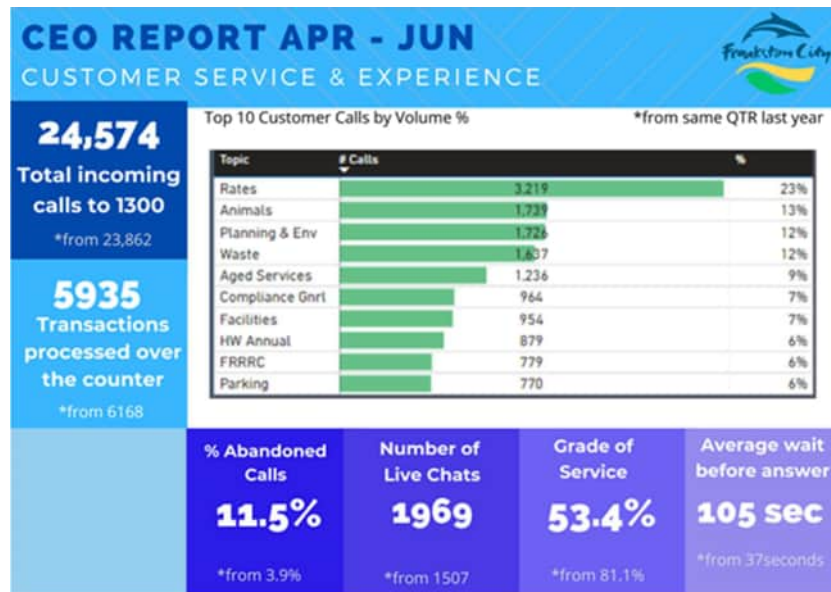 CEO REPORT APR - JUN
CUSTOMER SERVICE & EXPERIENCE
Frankston City
24,574
Total incoming
calls to 1300
*from 23,862
5935
Transactions
processed over
the counter
*from 6168
Top 10 Customer Calls by Volume %
*from same QTR last year
Topic # Calls %
Rates 3,219 23%
Animals 1,739 13%
Planning & Env 1,726 12%
Waste 1,637 12%
Aged Services 1,236 9%
Compliance Gnrl 964 7%
Facilities 954 7%
HW Annual 879 6%
FRRRC 779 6%
Parking 770 6%
% Abandoned
Calls
11.5%
*from 3.9%
Number of
Live Chats
1969
*from 1507
Grade of
Service
53.4%
*from 81.1%
Average wait
before answer
105 sec
*from 37seconds